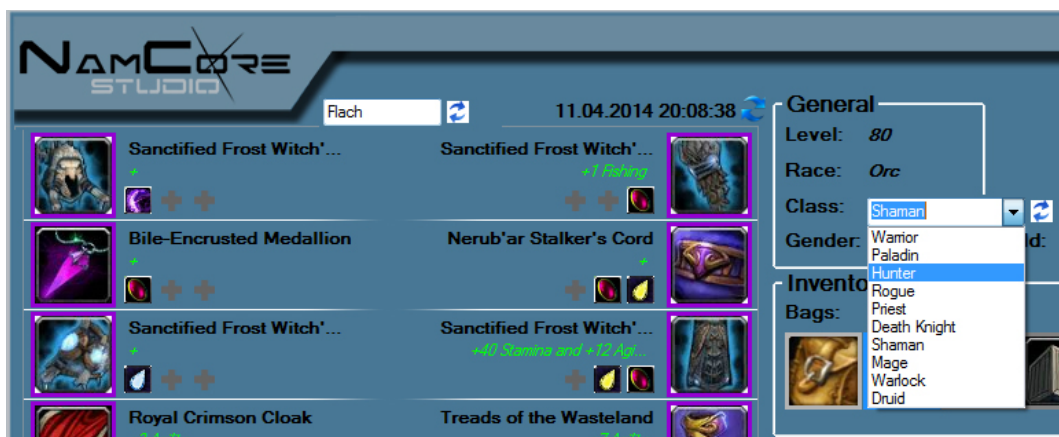 NAMCORE
STUDIO
Flach
11.04.2014 20:08:38
Sanctified Frost Witch'...
+
Sanctified Frost Witch'...
+1 Fishing
Bile-Encrusted Medallion
+
Nerub'ar Stalker's Cord
+
Sanctified Frost Witch'...
+
Sanctified Frost Witch'...
+40 Stamina and +12 Agi...
Royal Crimson Cloak
Treads of the Wasteland
General
Level: 80
Race: Orc
Class: Shaman
Gender:
Warrior
Paladin
Hunter
Rogue
Priest
Death Knight
Shaman
Mage
Warlock
Druid
Invento
Bags: